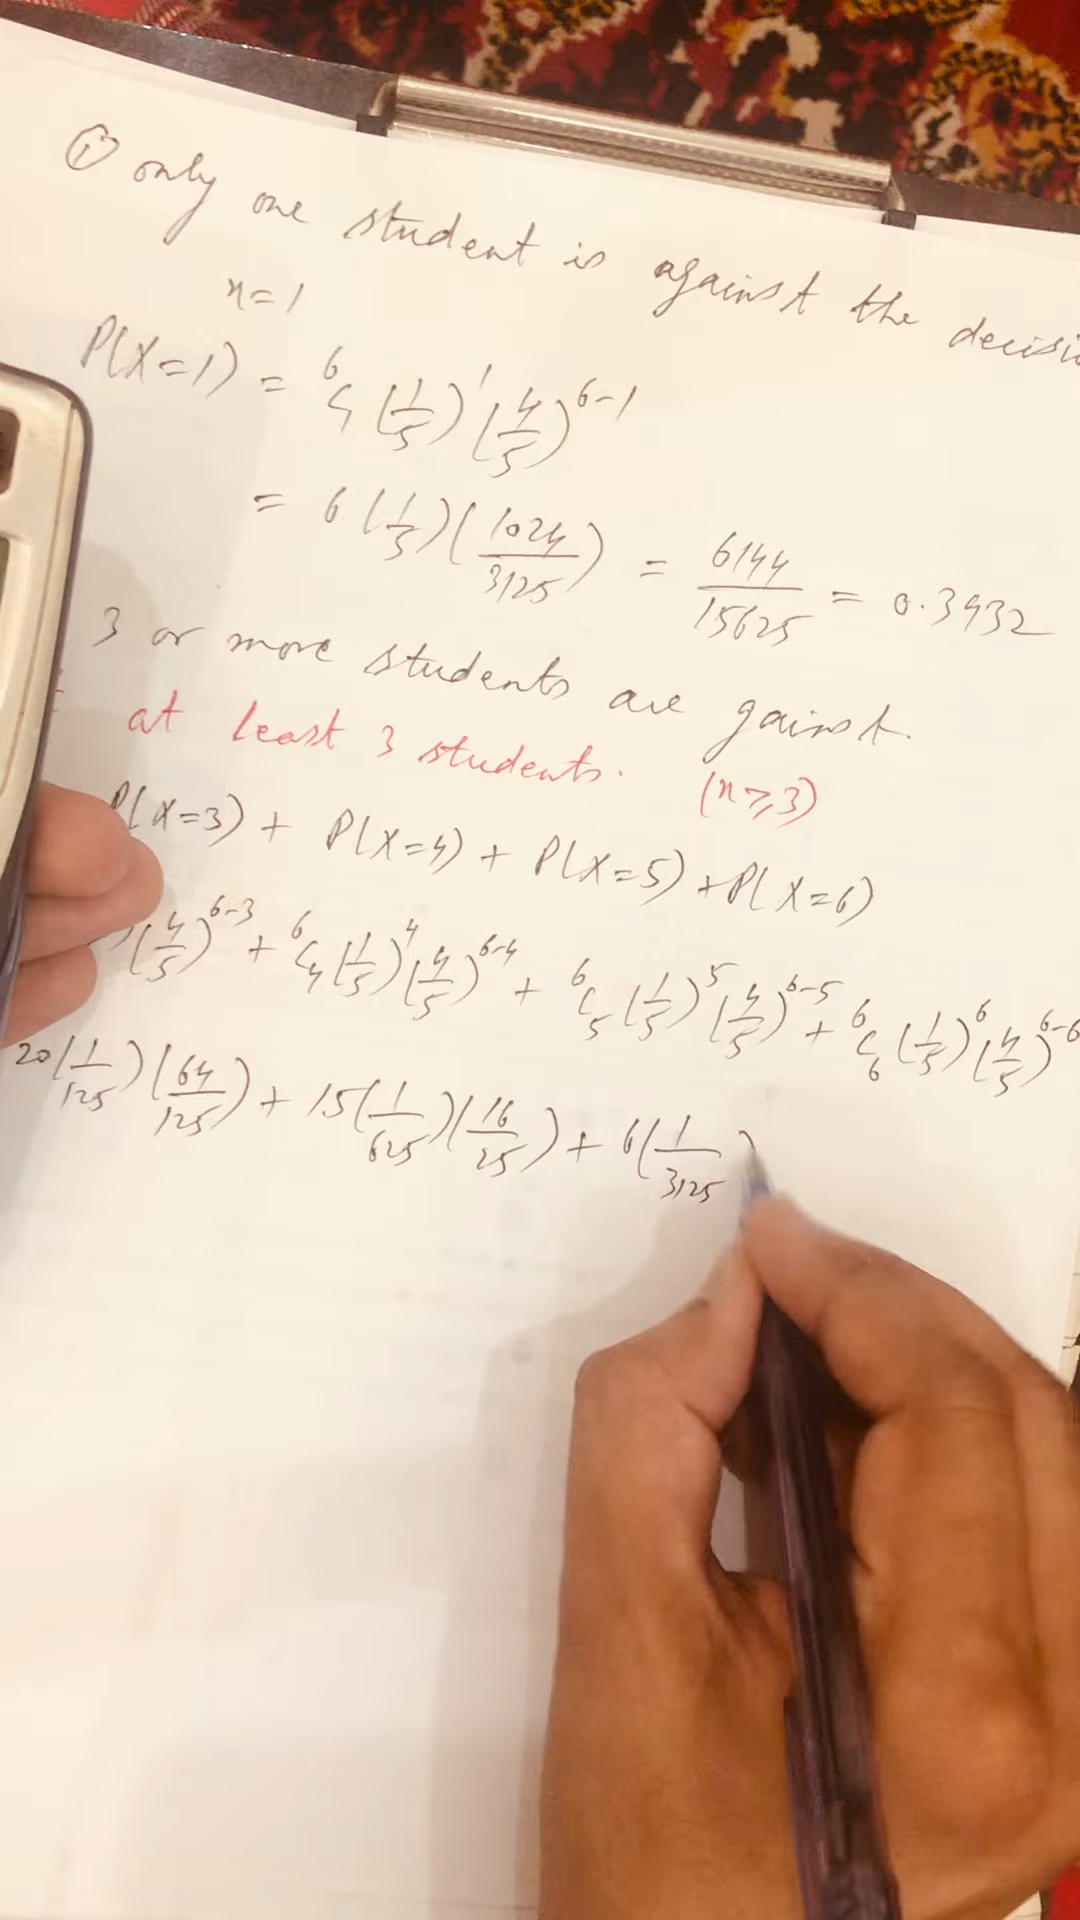 (i) only one student is against the decisi
x=1
P(X=1) = ⁶C₁ (1/5)¹ (4/5)⁶⁻¹
= 6 (1/5) (1024/3125) = 6144/15625 = 0.3932
3 or more students are gainst.
at least 3 students. (x≥3)
P(X=3) + P(X=4) + P(X=5) + P(X=6)
(4/5)⁶⁻³ + ⁶C₄ (1/5)⁴ (4/5)⁶⁻⁴ + ⁶C₅ (1/5)⁵ (4/5)⁶⁻⁵ + ⁶C₆ (1/5)⁶ (4/5)⁶⁻⁶
20 (1/125) (64/125) + 15 (1/625) (16/25) + 6 (1/3125)